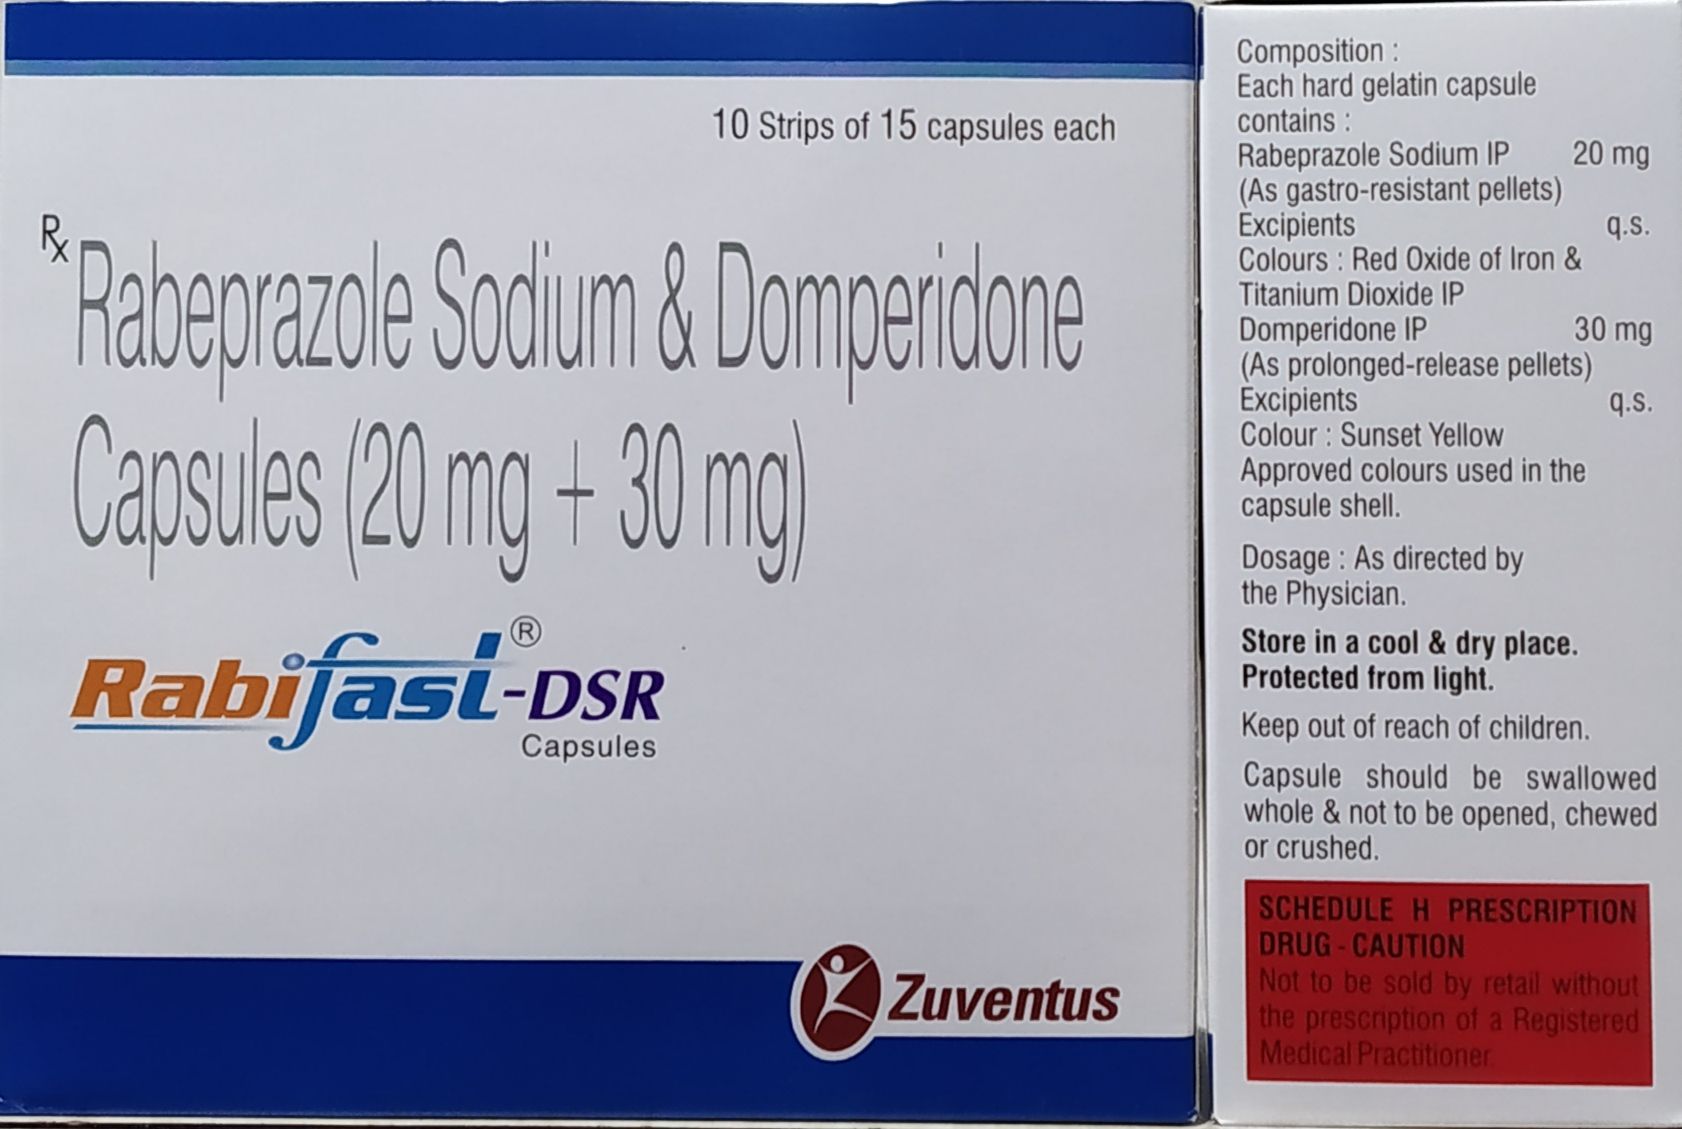 10 Strips of 15 capsules each
Rx
Rabeprazole Sodium & Domperidone
Capsules (20 mg + 30 mg)
Rabifast®-DSR
Capsules
Zuventus
Composition :
Each hard gelatin capsule
contains :
Rabeprazole Sodium IP 20 mg
(As gastro-resistant pellets)
Excipients q.s.
Colours : Red Oxide of Iron &
Titanium Dioxide IP
Domperidone IP 30 mg
(As prolonged-release pellets)
Excipients q.s.
Colour : Sunset Yellow
Approved colours used in the
capsule shell.
Dosage : As directed by
the Physician.
Store in a cool & dry place.
Protected from light.
Keep out of reach of children.
Capsule should be swallowed
whole & not to be opened, chewed
or crushed.
SCHEDULE H PRESCRIPTION
DRUG - CAUTION
Not to be sold by retail without
the prescription of a Registered
Medical Practitioner.